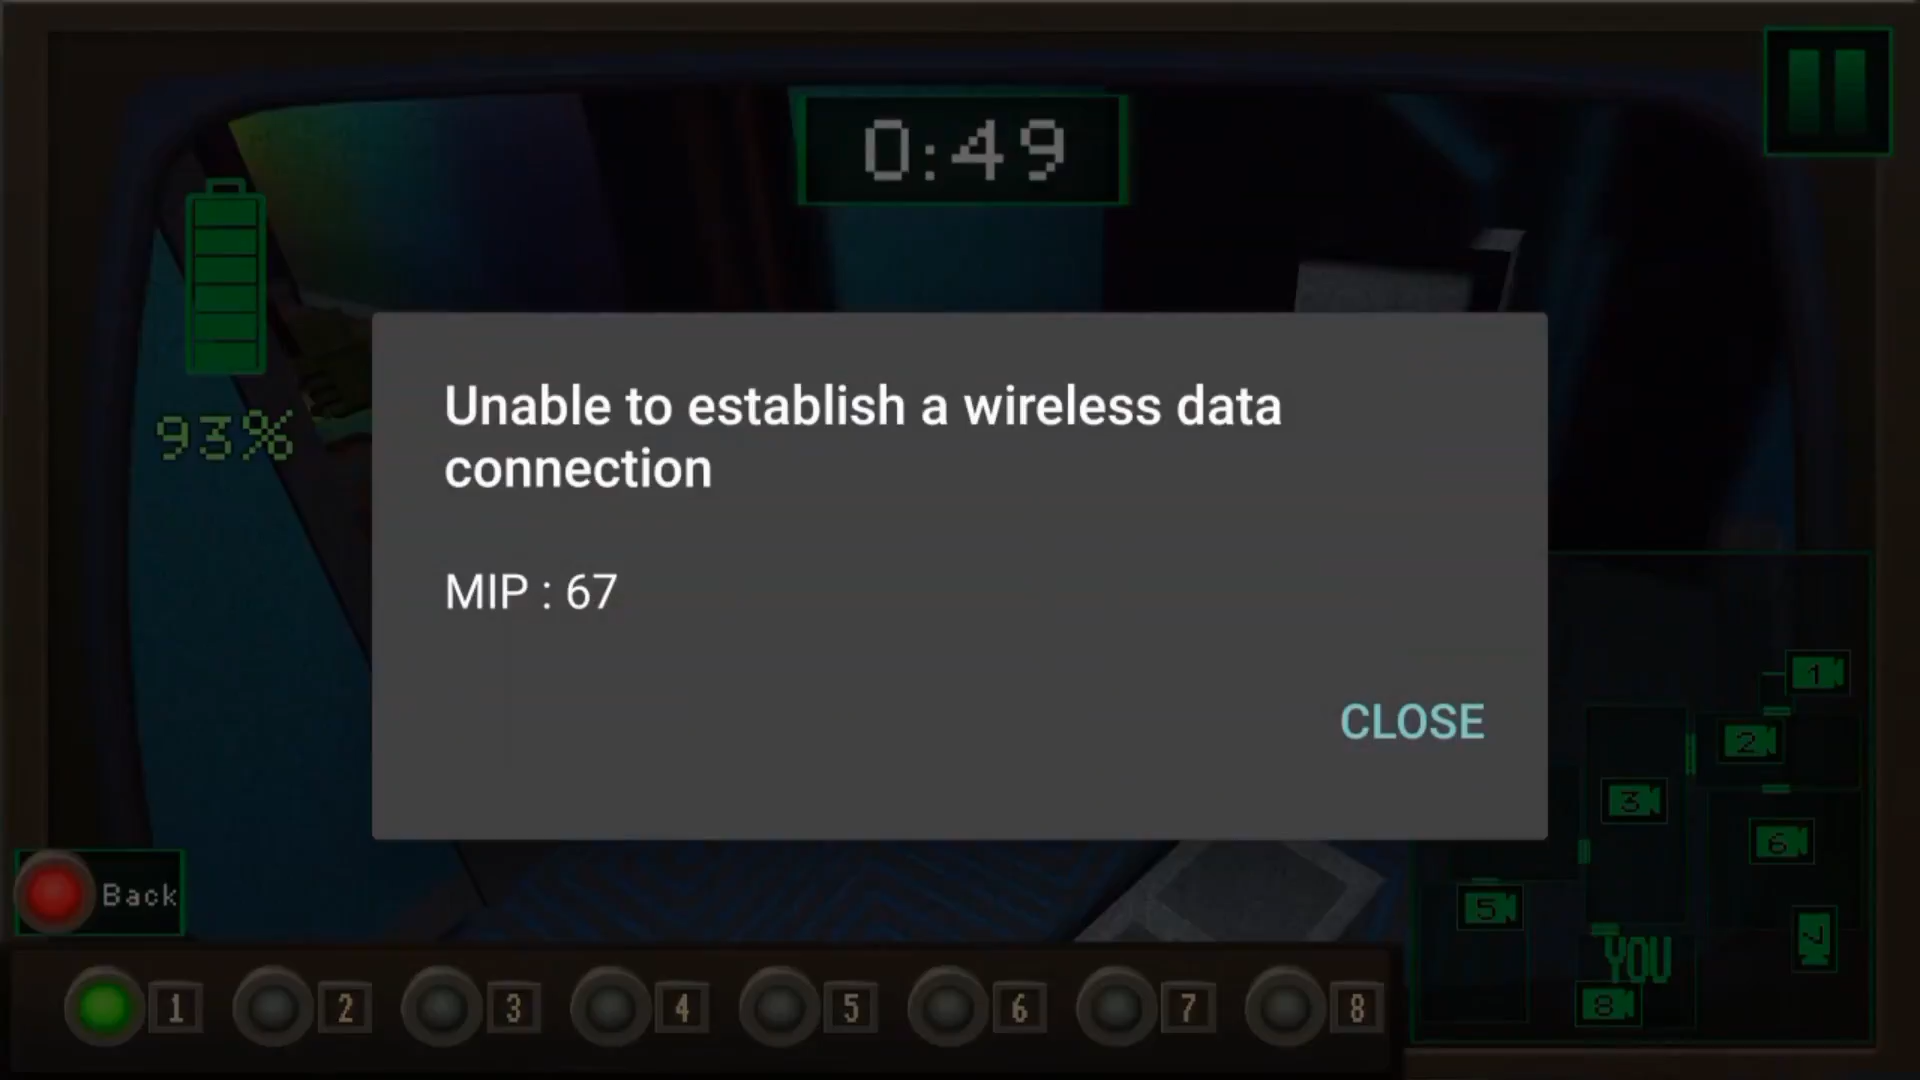 0:49
93%
Unable to establish a wireless data
connection
MIP : 67
CLOSE
1
2
3
6
5
7
YOU
8
Back
1 2 3 4 5 6 7 8